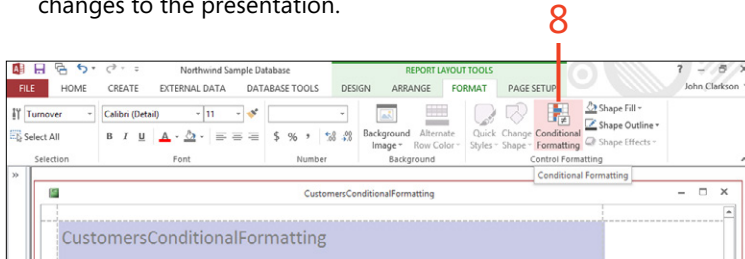 changes to the presentation.
8
Northwind Sample Database
REPORT LAYOUT TOOLS
?
FILE HOME CREATE EXTERNAL DATA DATABASE TOOLS DESIGN ARRANGE FORMAT PAGE SETUP John Clarkson
Turnover Calibri (Detail) 11 Shape Fill
Select All B I U A $ % , Background Image Alternate Row Color Quick Styles Change Shape Conditional Formatting Shape Outline
Shape Effects
Selection Font Number Background Control Formatting
Conditional Formatting
CustomersConditionalFormatting
CustomersConditionalFormatting